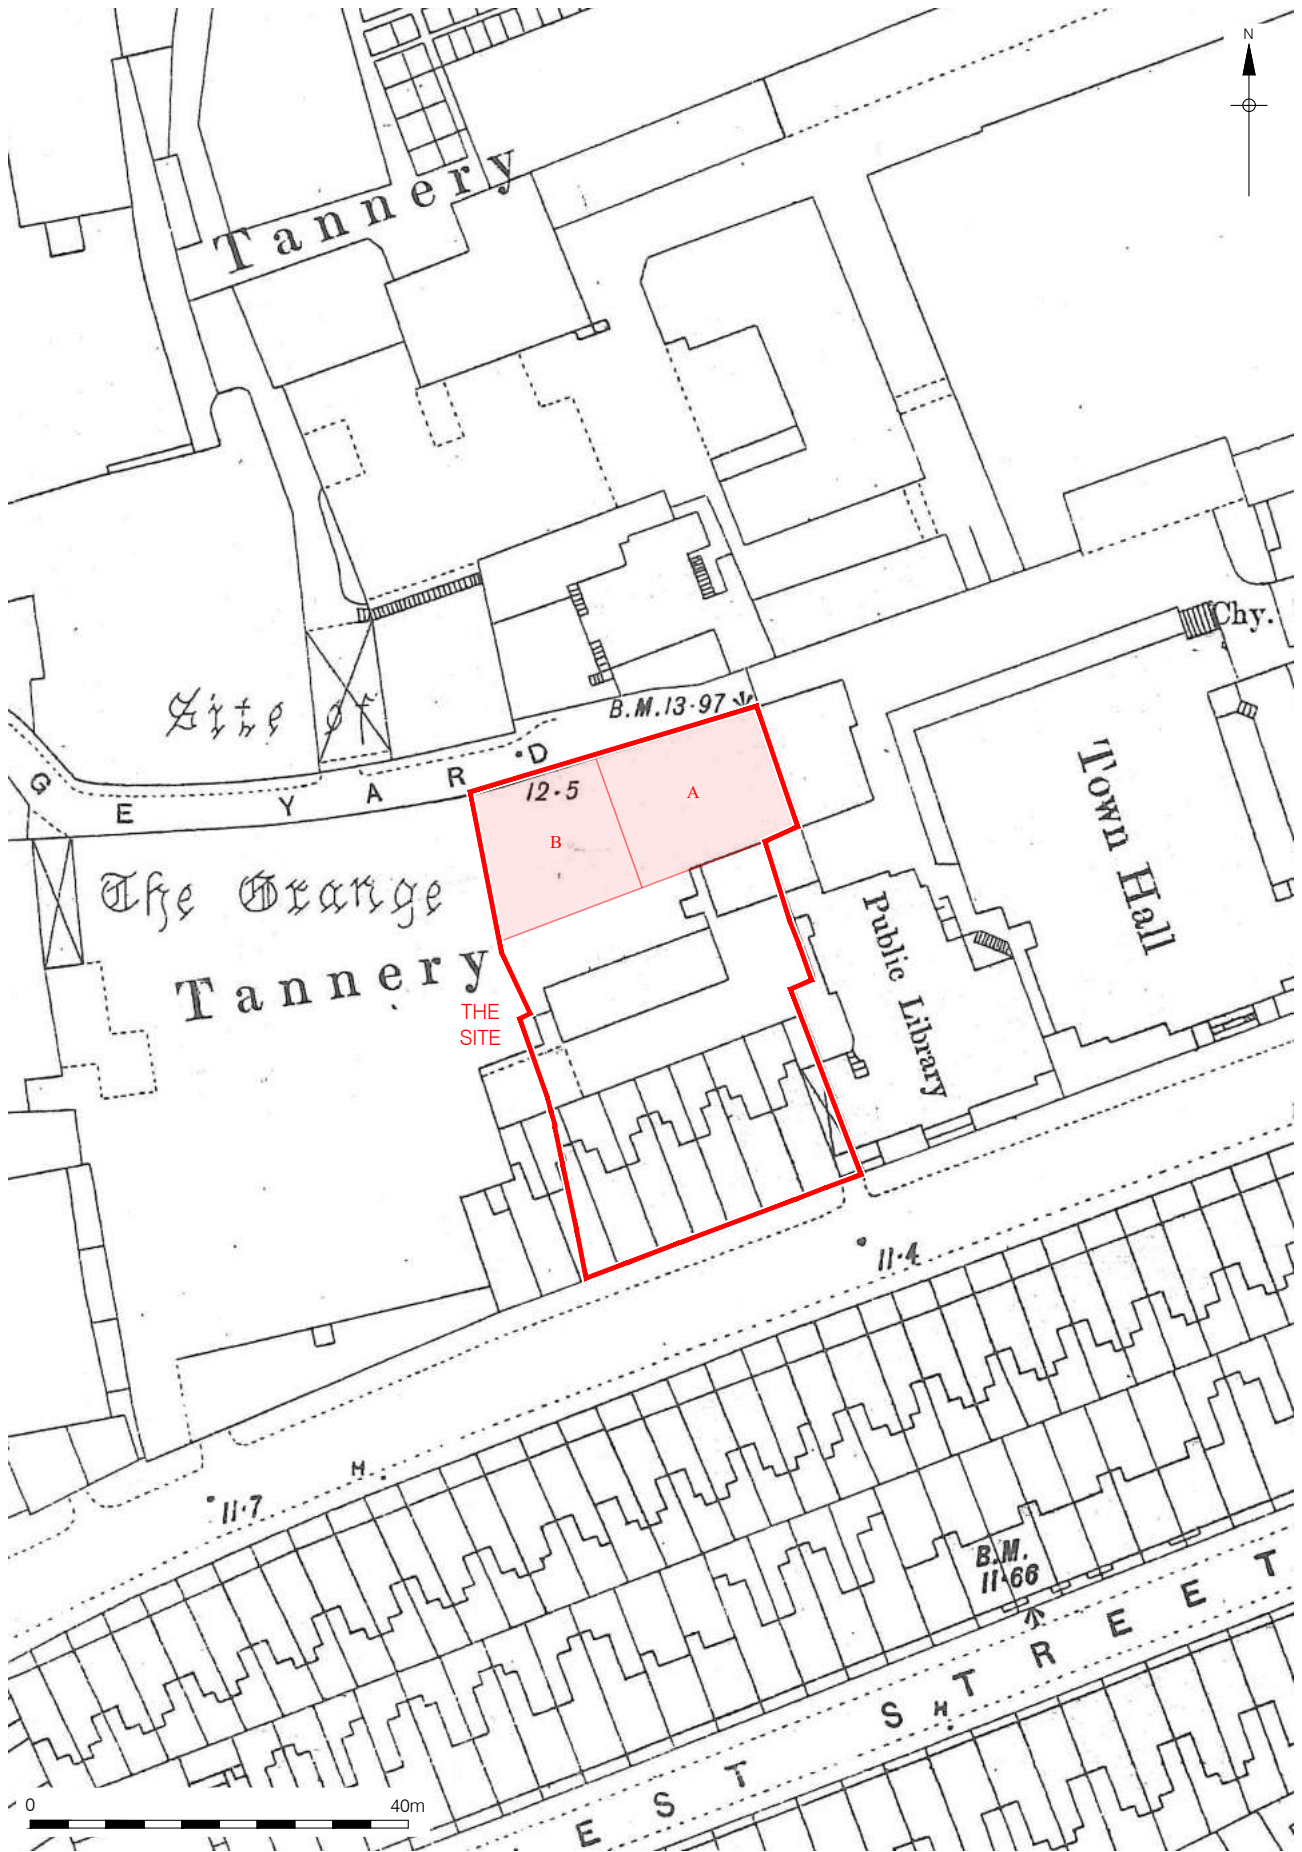 N
Tannery
Chy.
Site of
B.M.13·97
G E Y A R D
12·5
A
B
Town Hall
The Grange
Public Library
Tannery
THE
SITE
11·4
H
11·7
B.M.
11·66
E S T S T R E E T
H
0 40m